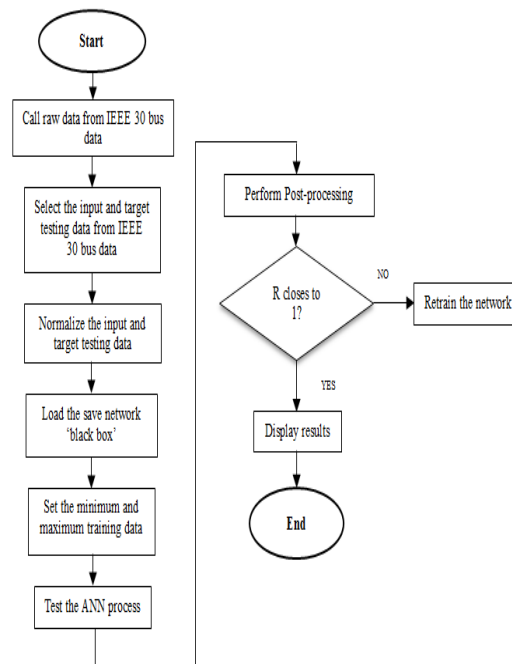 Start
Call raw data from IEEE 30 bus
data
Select the input and target
testing data from IEEE
30 bus data
Normalize the input and
target testing data
Load the save network
‘black box’
Set the minimum and
maximum training data
Test the ANN process
Perform Post-processing
R closes to
1?
NO
Retrain the network
YES
Display results
End